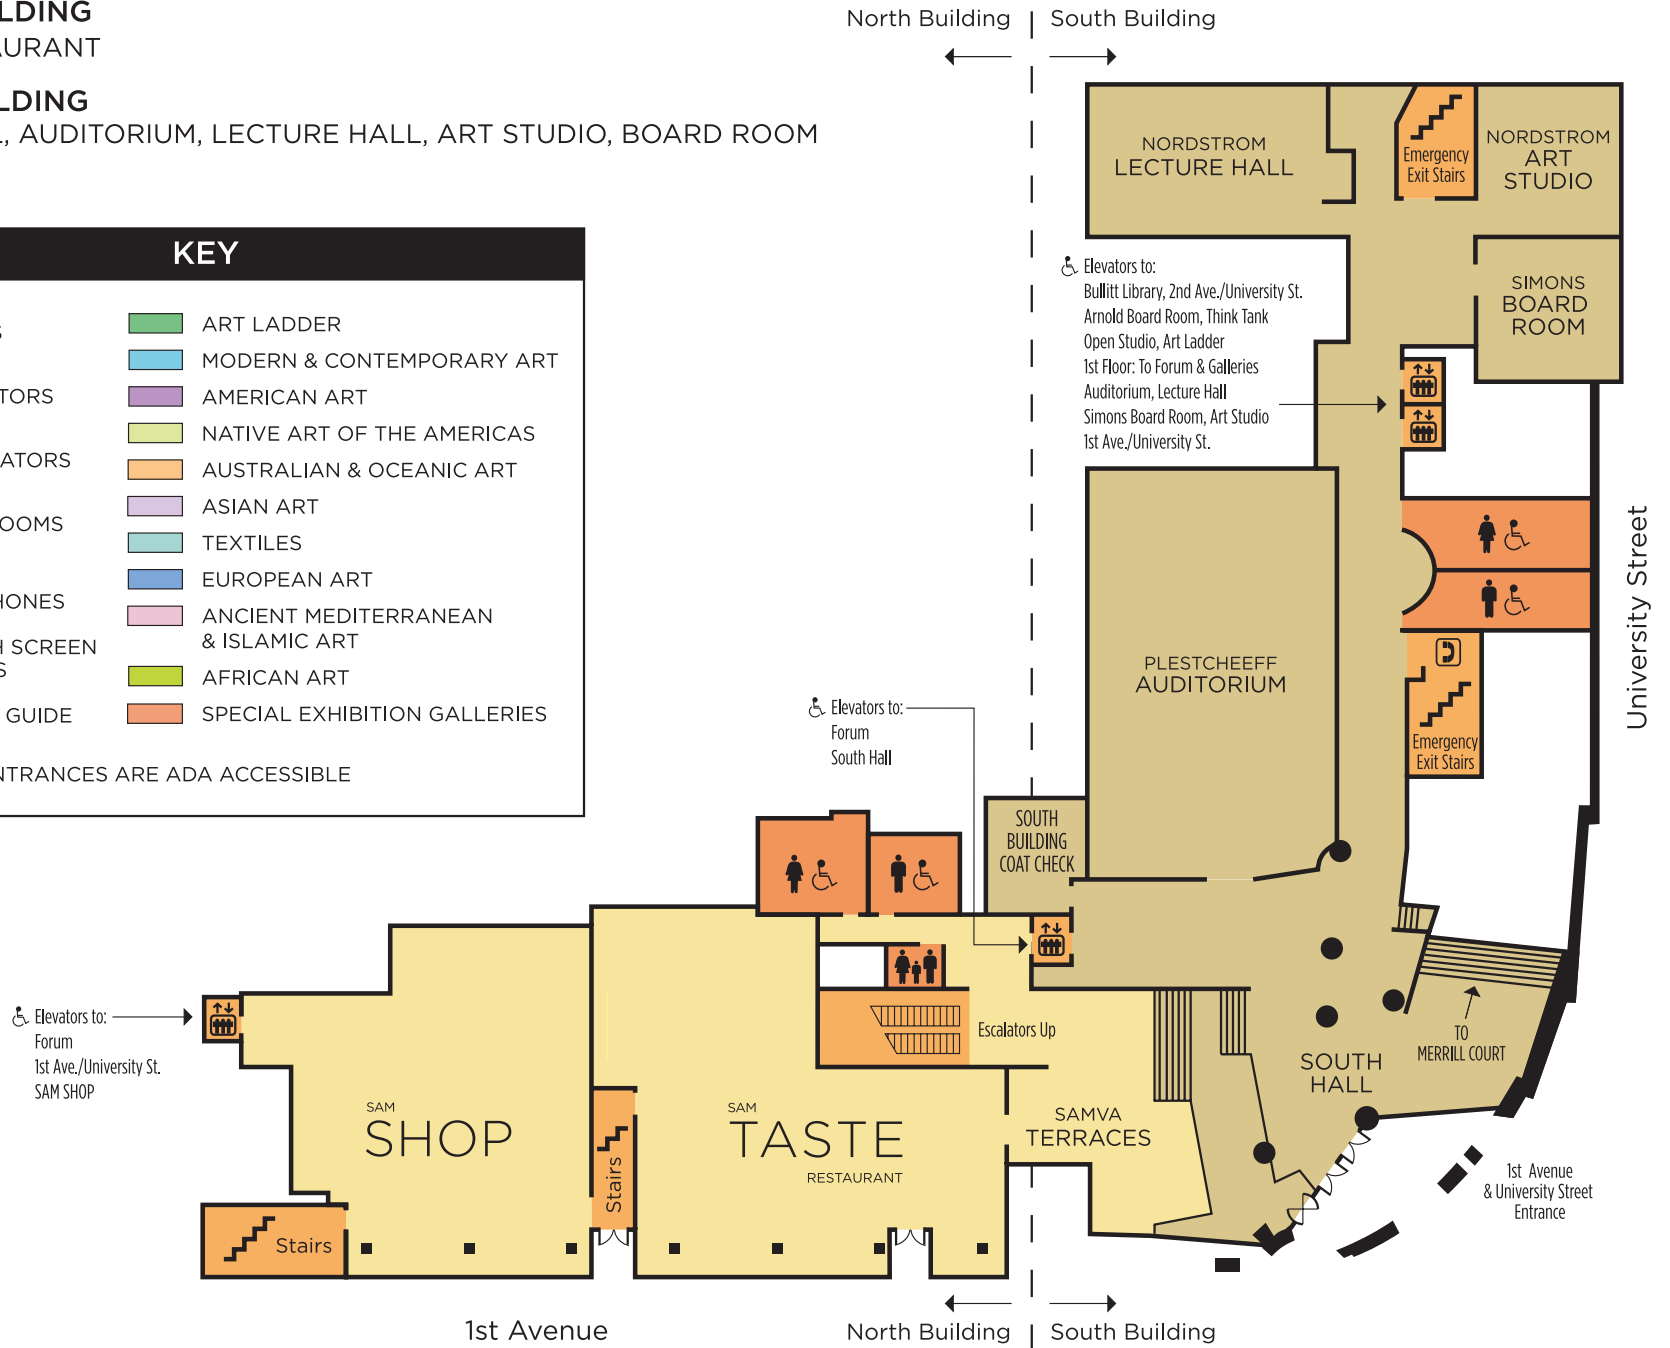 LDING
AURANT
ILDING
L, AUDITORIUM, LECTURE HALL, ART STUDIO, BOARD ROOM
North Building
South Building
KEY
S
TORS
ATORS
OOMS
HONES
H SCREEN
S
GUIDE
ART LADDER
MODERN & CONTEMPORARY ART
AMERICAN ART
NATIVE ART OF THE AMERICAS
AUSTRALIAN & OCEANIC ART
ASIAN ART
TEXTILES
EUROPEAN ART
ANCIENT MEDITERRANEAN
& ISLAMIC ART
AFRICAN ART
SPECIAL EXHIBITION GALLERIES
NTRANCES ARE ADA ACCESSIBLE
NORDSTROM
LECTURE HALL
Emergency
Exit Stairs
NORDSTROM
ART
STUDIO
SIMONS
BOARD
ROOM
Elevators to:
Bullitt Library, 2nd Ave./University St.
Arnold Board Room, Think Tank
Open Studio, Art Ladder
1st Floor: To Forum & Galleries
Auditorium, Lecture Hall
Simons Board Room, Art Studio
1st Ave./University St.
University Street
PLESTCHEEFF
AUDITORIUM
Emergency
Exit Stairs
Elevators to:
Forum
South Hall
SOUTH
BUILDING
COAT CHECK
Elevators to:
Forum
1st Ave./University St.
SAM SHOP
Escalators Up
TO
MERRILL COURT
SOUTH
HALL
SAM
SHOP
Stairs
SAM
TASTE
RESTAURANT
SAMVA
TERRACES
Stairs
1st Avenue
& University Street
Entrance
1st Avenue
North Building
South Building